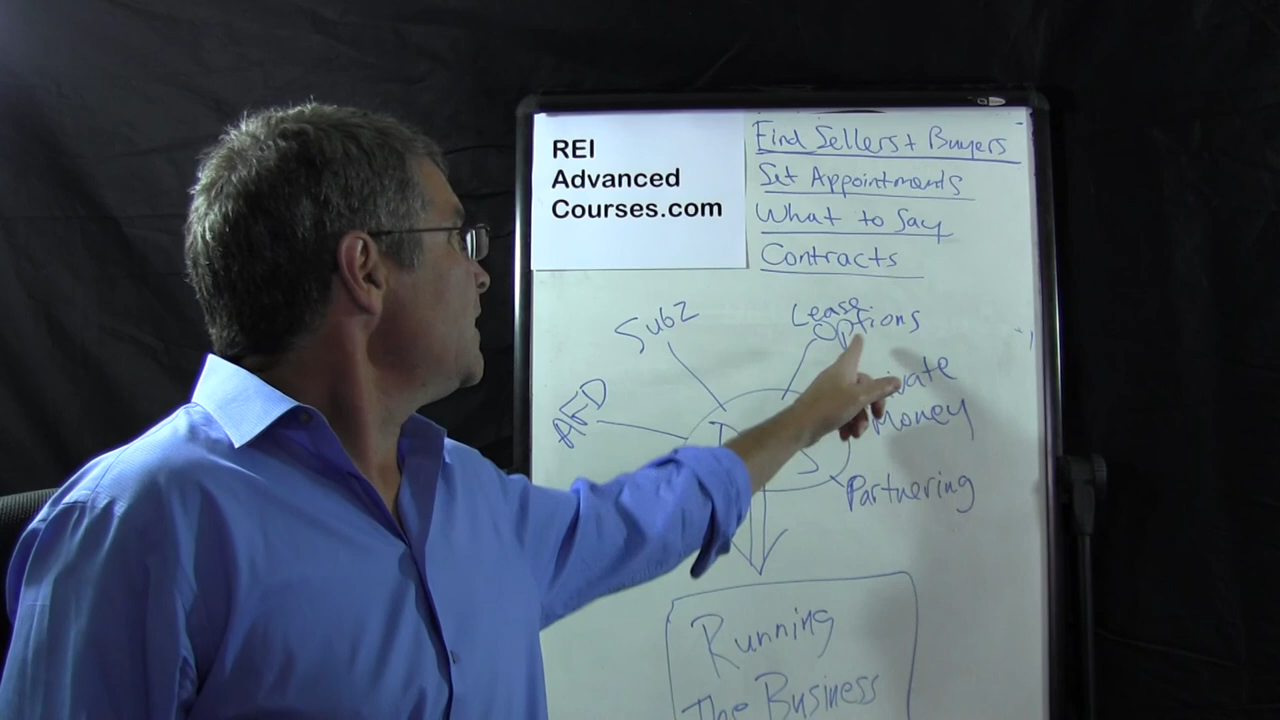 REI
Advanced
Courses.com
Find Sellers + Buyers
Set Appointments
What to Say
Contracts
Sub2
Lease
Options
AFD
Money
Partnering
Running
The Business